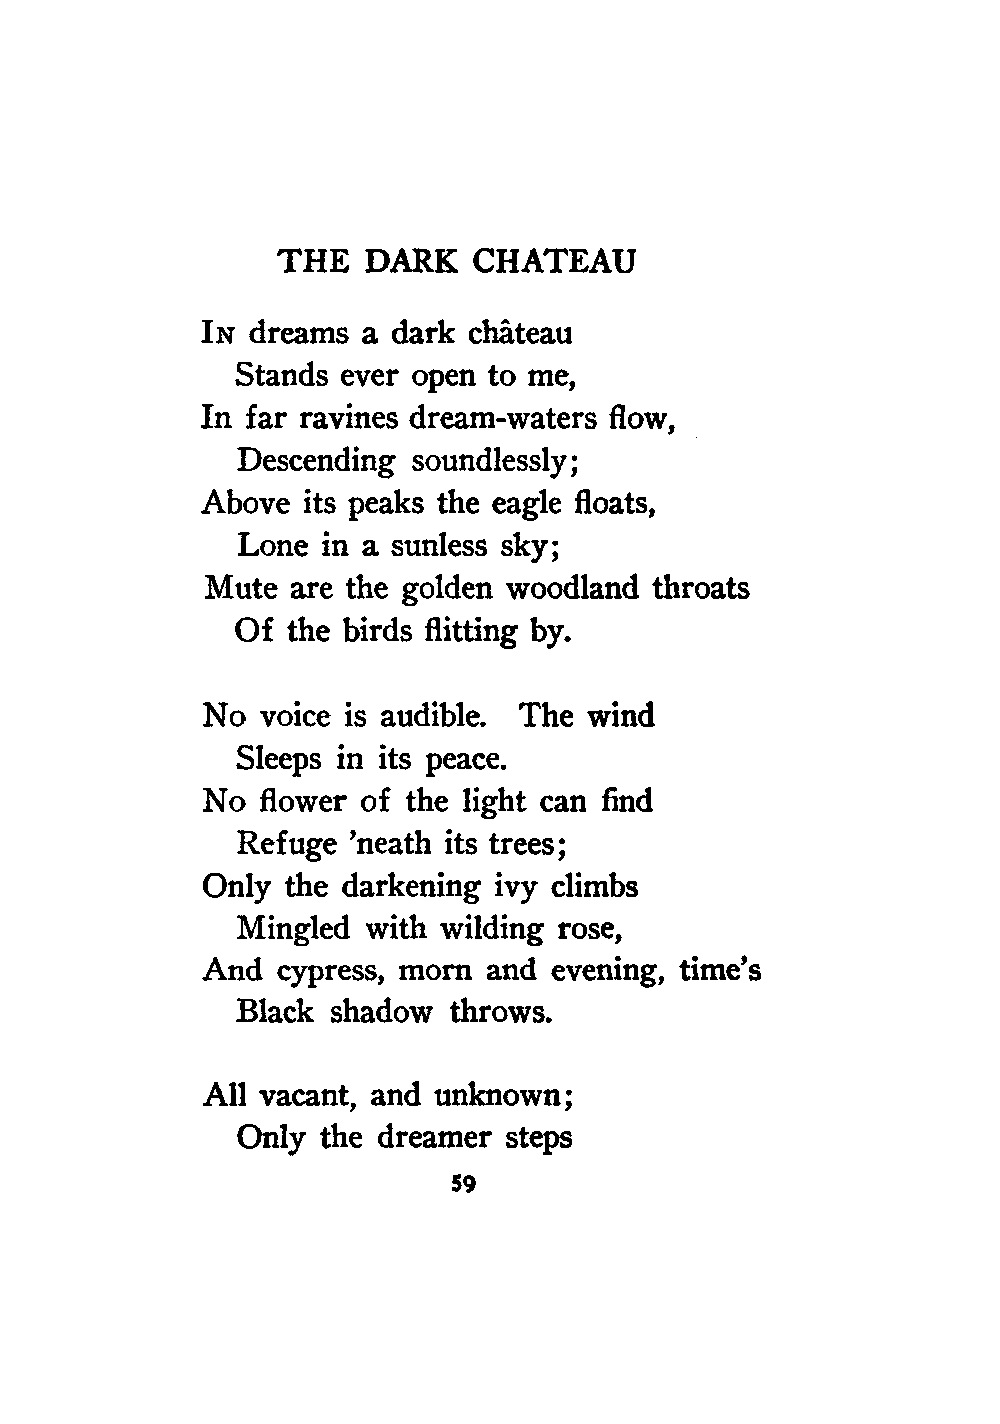 THE DARK CHATEAU
In dreams a dark château
Stands ever open to me,
In far ravines dream-waters flow,
Descending soundlessly;
Above its peaks the eagle floats,
Lone in a sunless sky;
Mute are the golden woodland throats
Of the birds flitting by.
No voice is audible. The wind
Sleeps in its peace.
No flower of the light can find
Refuge 'neath its trees;
Only the darkening ivy climbs
Mingled with wilding rose,
And cypress, morn and evening, time's
Black shadow throws.
All vacant, and unknown;
Only the dreamer steps
59